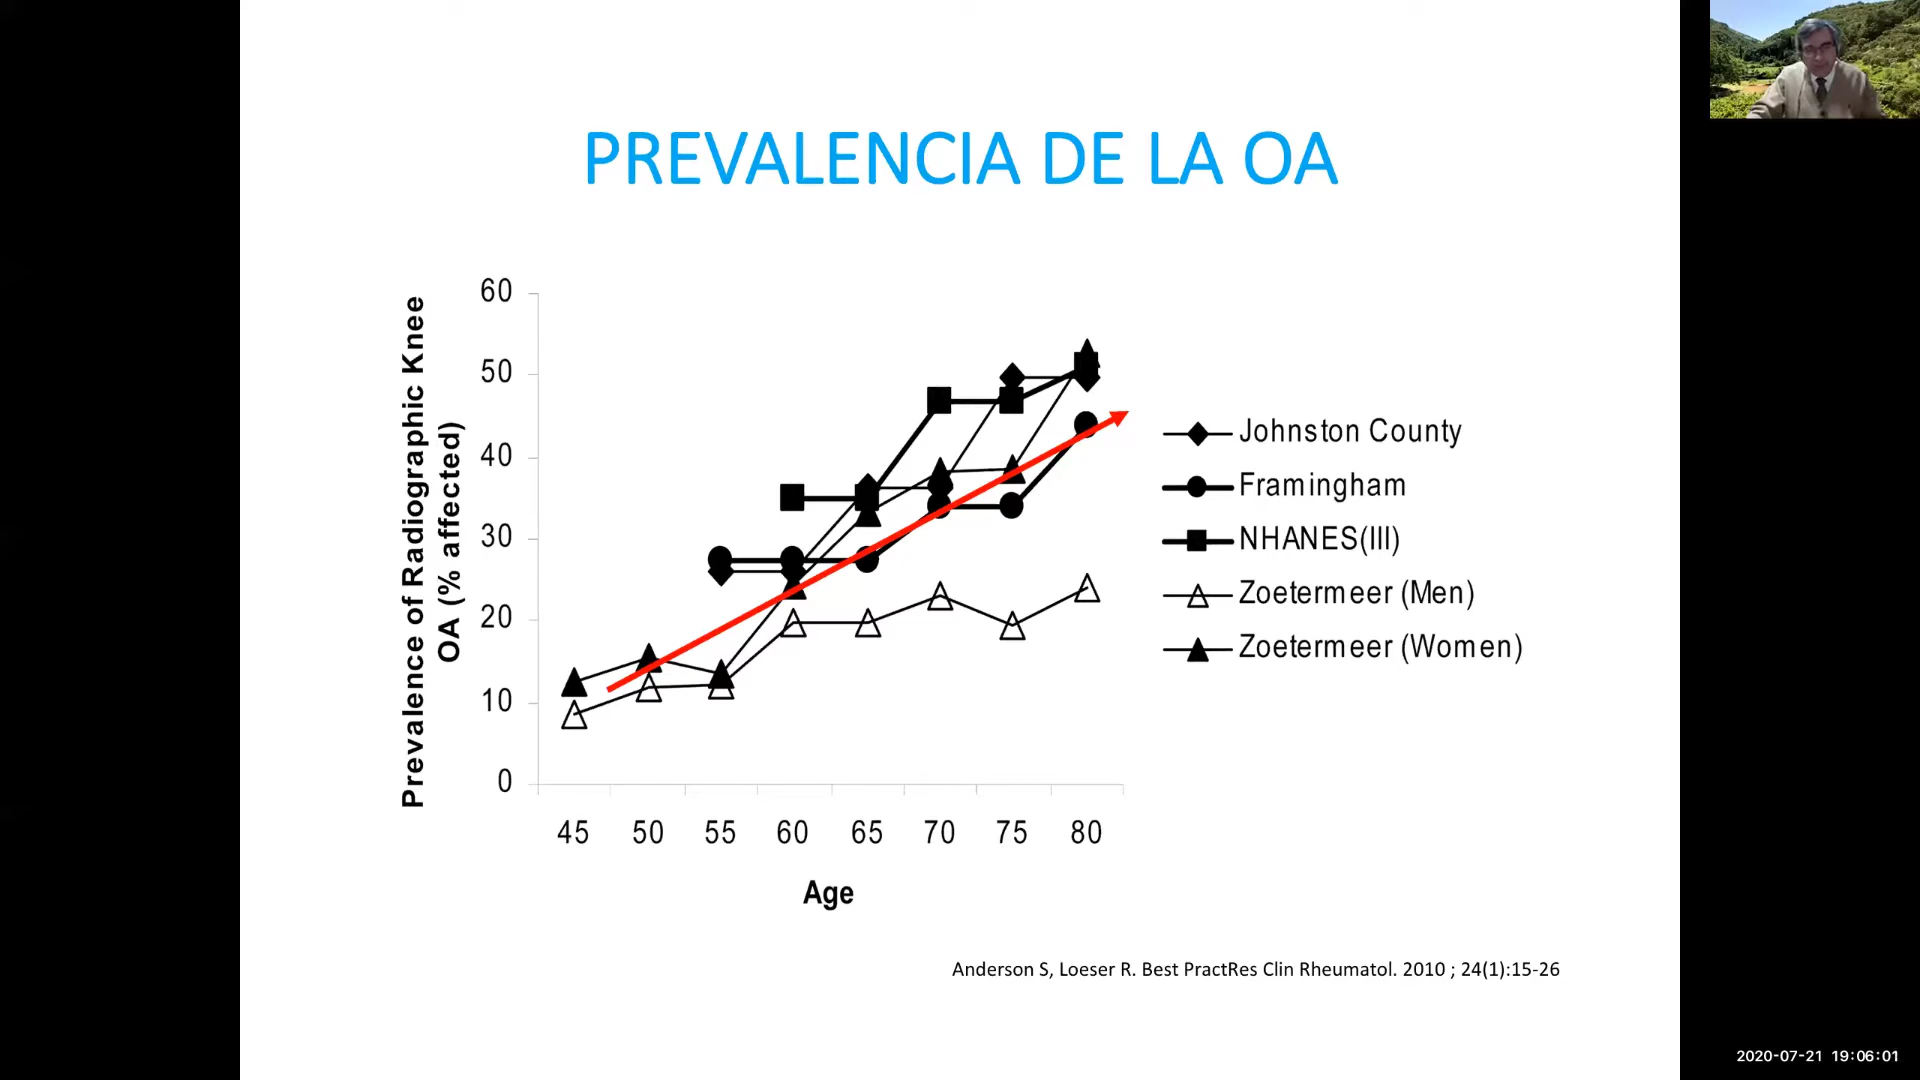 PREVALENCIA DE LA OA
Prevalence of Radiographic Knee
OA (% affected)
60
50
40
30
20
10
0
45 50 55 60 65 70 75 80
Age
Johnston County
Framingham
NHANES(III)
Zoetermeer (Men)
Zoetermeer (Women)
Anderson S, Loeser R. Best PractRes Clin Rheumatol. 2010 ; 24(1):15-26
2020-07-21 19:06:01